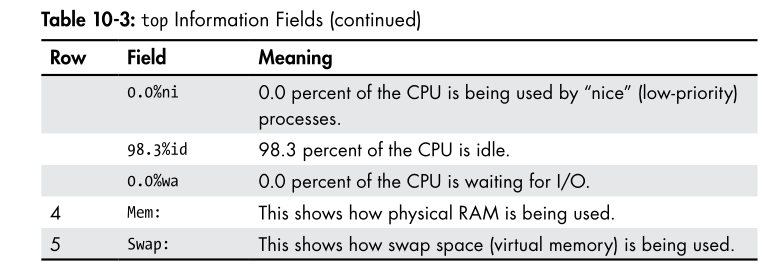 Table 10-3: top Information Fields (continued)
Row Field Meaning
0.0%ni 0.0 percent of the CPU is being used by “nice” (low-priority)
processes.
98.3%id 98.3 percent of the CPU is idle.
0.0%wa 0.0 percent of the CPU is waiting for I/O.
4 Mem: This shows how physical RAM is being used.
5 Swap: This shows how swap space (virtual memory) is being used.